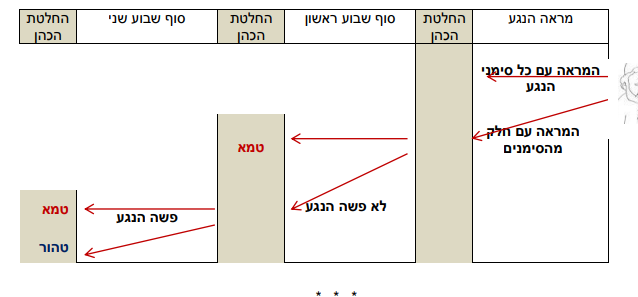 מראה הנגע
החלטת
הכהן
סוף שבוע ראשון
החלטת
הכהן
סוף שבוע שני
החלטת
הכהן
המראה עם כל סימני
הנגע
המראה עם חלק
מהסימנים
טמא
לא פשה הנגע
פשה הנגע
טמא
טהור
* * *